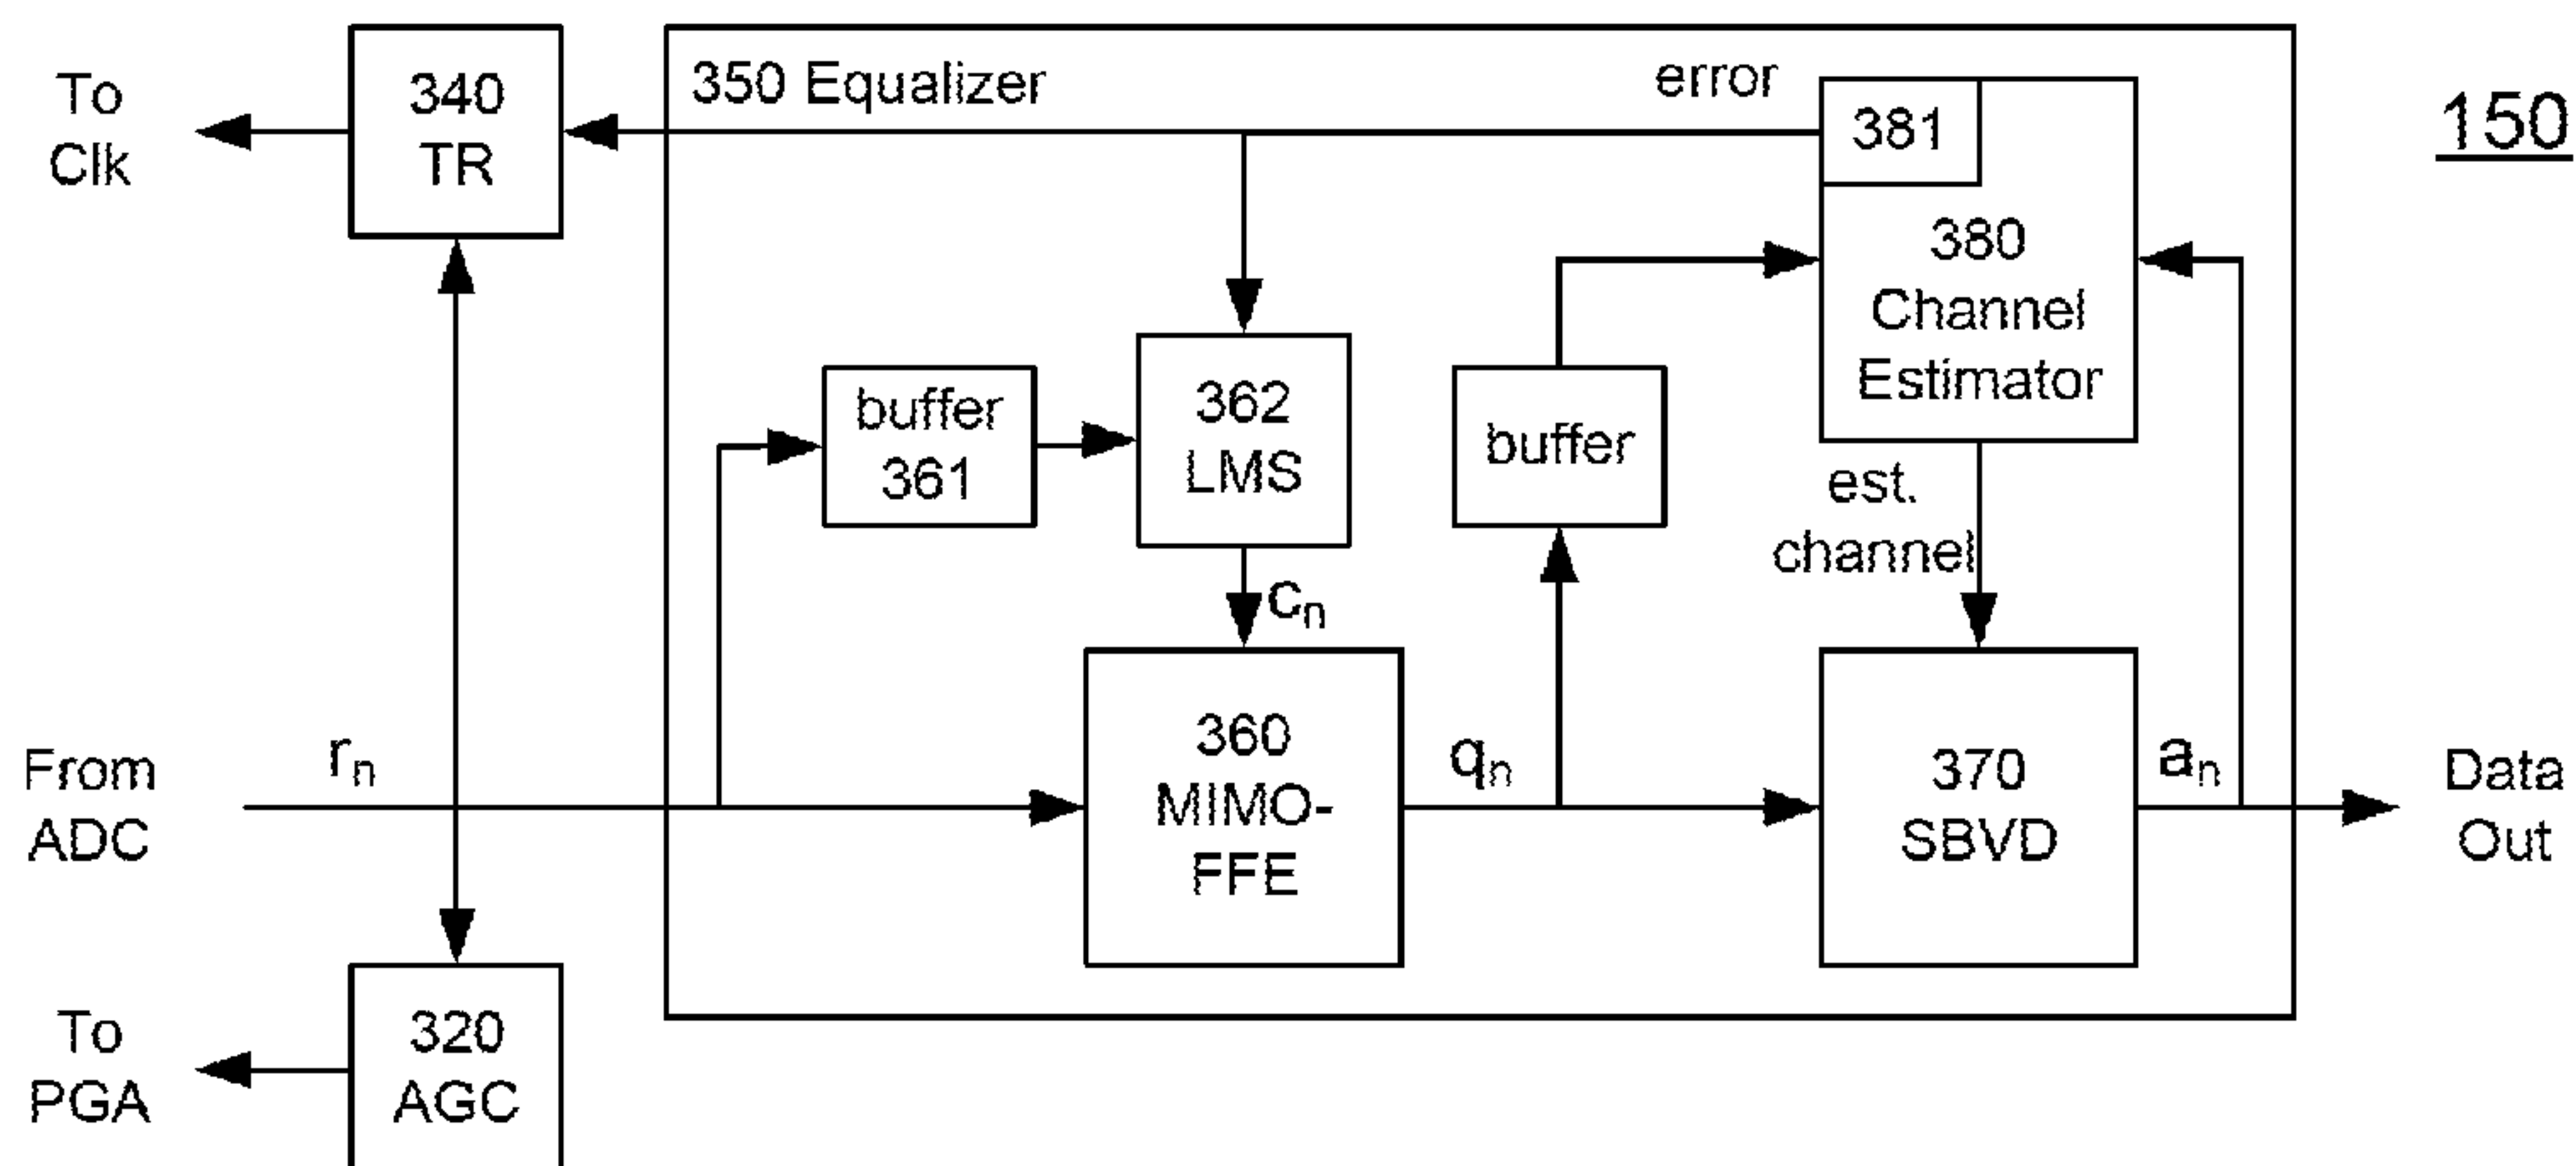 To
Clk
340
TR
350 Equalizer
error
381
150
380
Channel
Estimator
buffer
361
362
LMS
buffer
est.
channel
cn
From
ADC
rn
360
MIMO-
FFE
qn
370
SBVD
an
Data
Out
To
PGA
320
AGC